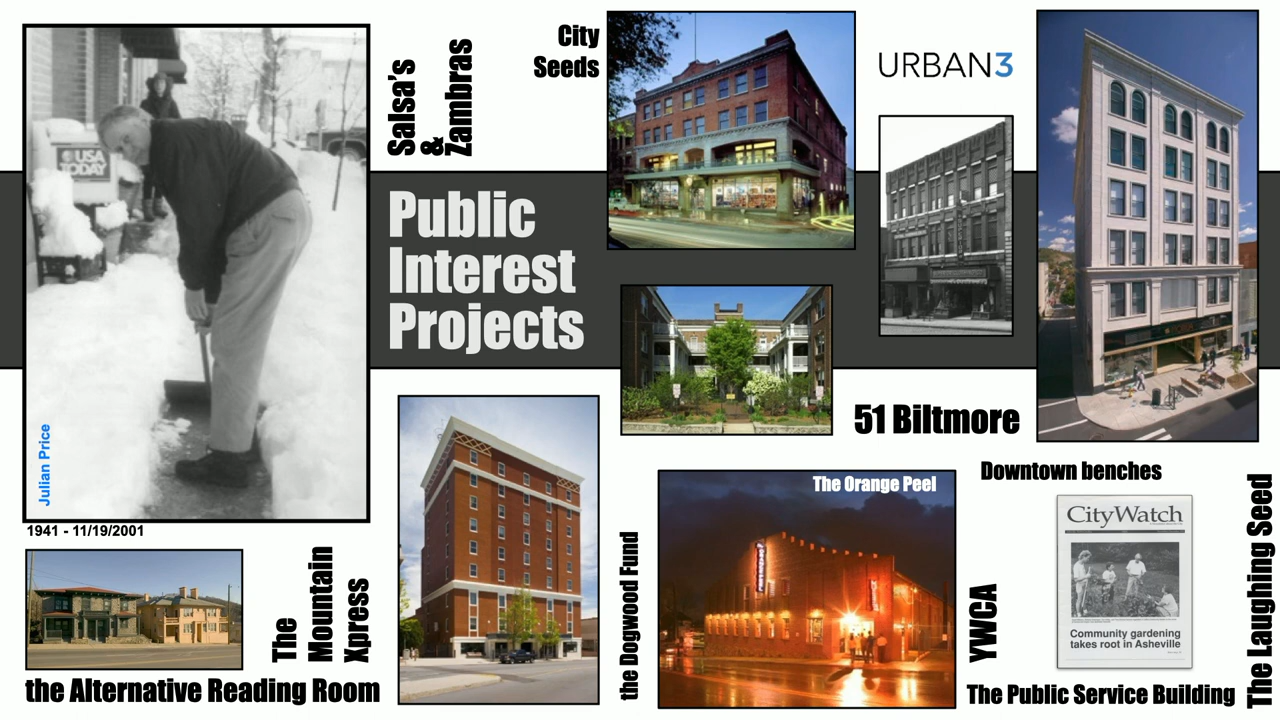 Salsa's
&
Zambras
City
Seeds
URBAN3
USA
TODAY
Public
Interest
Projects
51 Biltmore
Julian Price
1941 - 11/19/2001
The Orange Peel
Downtown benches
CityWatch
Community gardening
takes root in Asheville
The
Mountain
Xpress
the Dogwood Fund
YWCA
The Laughing Seed
the Alternative Reading Room
The Public Service Building